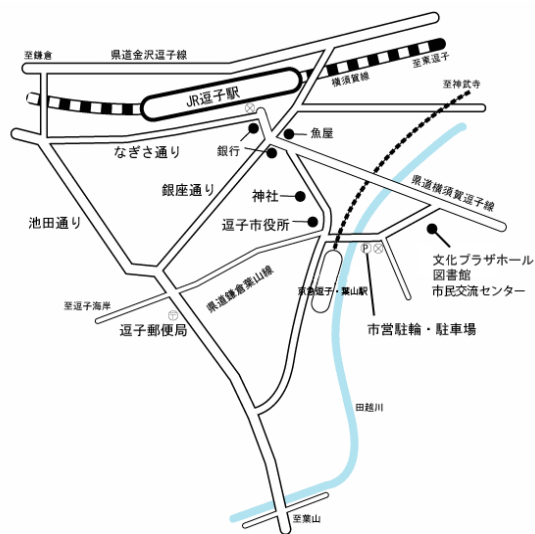 至鎌倉
県道金沢逗子線
横須賀線
至東逗子
JR逗子駅
至神武寺
なぎさ通り
銀行
魚屋
銀座通り
神社
県道横須賀逗子線
池田通り
逗子市役所
文化プラザホール
図書館
市民交流センター
県道鎌倉葉山線
京急逗子・葉山駅
P
至逗子海岸
〒
逗子郵便局
市営駐輪・駐車場
田越川
至葉山